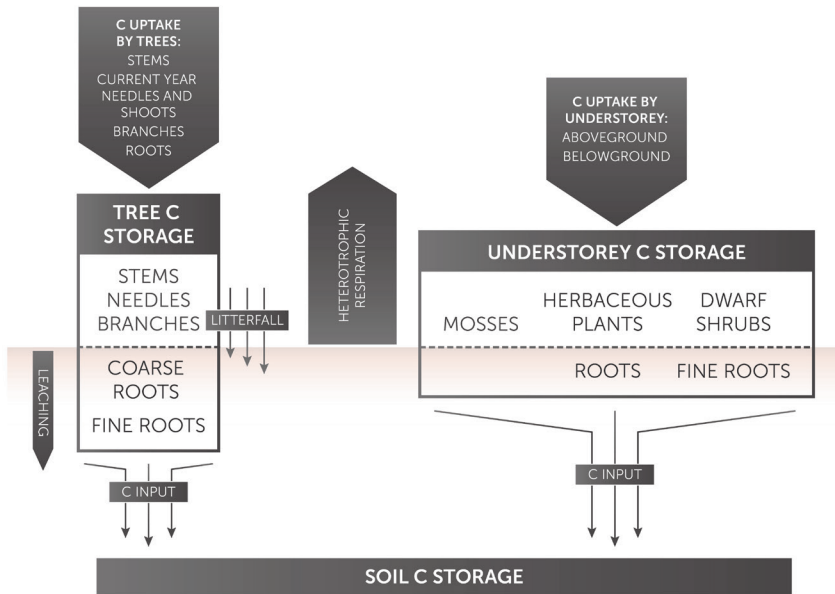 C UPTAKE
BY TREES:
STEMS
CURRENT YEAR
NEEDLES AND
SHOOTS
BRANCHES
ROOTS
C UPTAKE BY
UNDERSTOREY:
ABOVEGROUND
BELOWGROUND
TREE C
STORAGE
STEMS
NEEDLES
BRANCHES
COARSE
ROOTS
FINE ROOTS
LITTERFALL
HETEROTROPHIC
RESPIRATION
UNDERSTOREY C STORAGE
MOSSES
HERBACEOUS
PLANTS
DWARF
SHRUBS
ROOTS
FINE ROOTS
LEACHING
C INPUT
C INPUT
SOIL C STORAGE